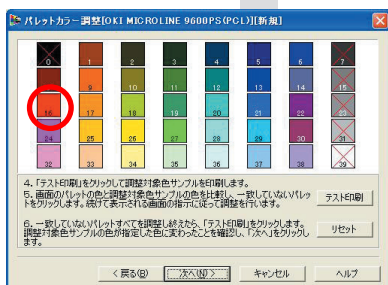 パレットカラー調整[OKI MICROLINE 9600PS(PCL)][新規]
0 1 2 3 4 5 6 7
9 10 11 12 13 14 15
16 17 18 19 20 21 22 23
24 25 26 27 28 29 30 31
32 33 34 35 36 37 38 39
4. 「テスト印刷」をクリックして調整対象色サンプルを印刷します。
5. 画面のパレットの色と調整対象色サンプルの色を比較し、一致していないパレッ
トをクリックします。続けて表示される画面の指示に従って調整を行います。
テスト印刷
6. 一致していないパレットすべてを調整し終えたら、「テスト印刷」をクリックします。
調整対象色サンプルの色が指定した色に変わったことを確認し、「次へ」をクリックし
ます。
リセット
< 戻る(B) 次へ(N) > キャンセル ヘルプ